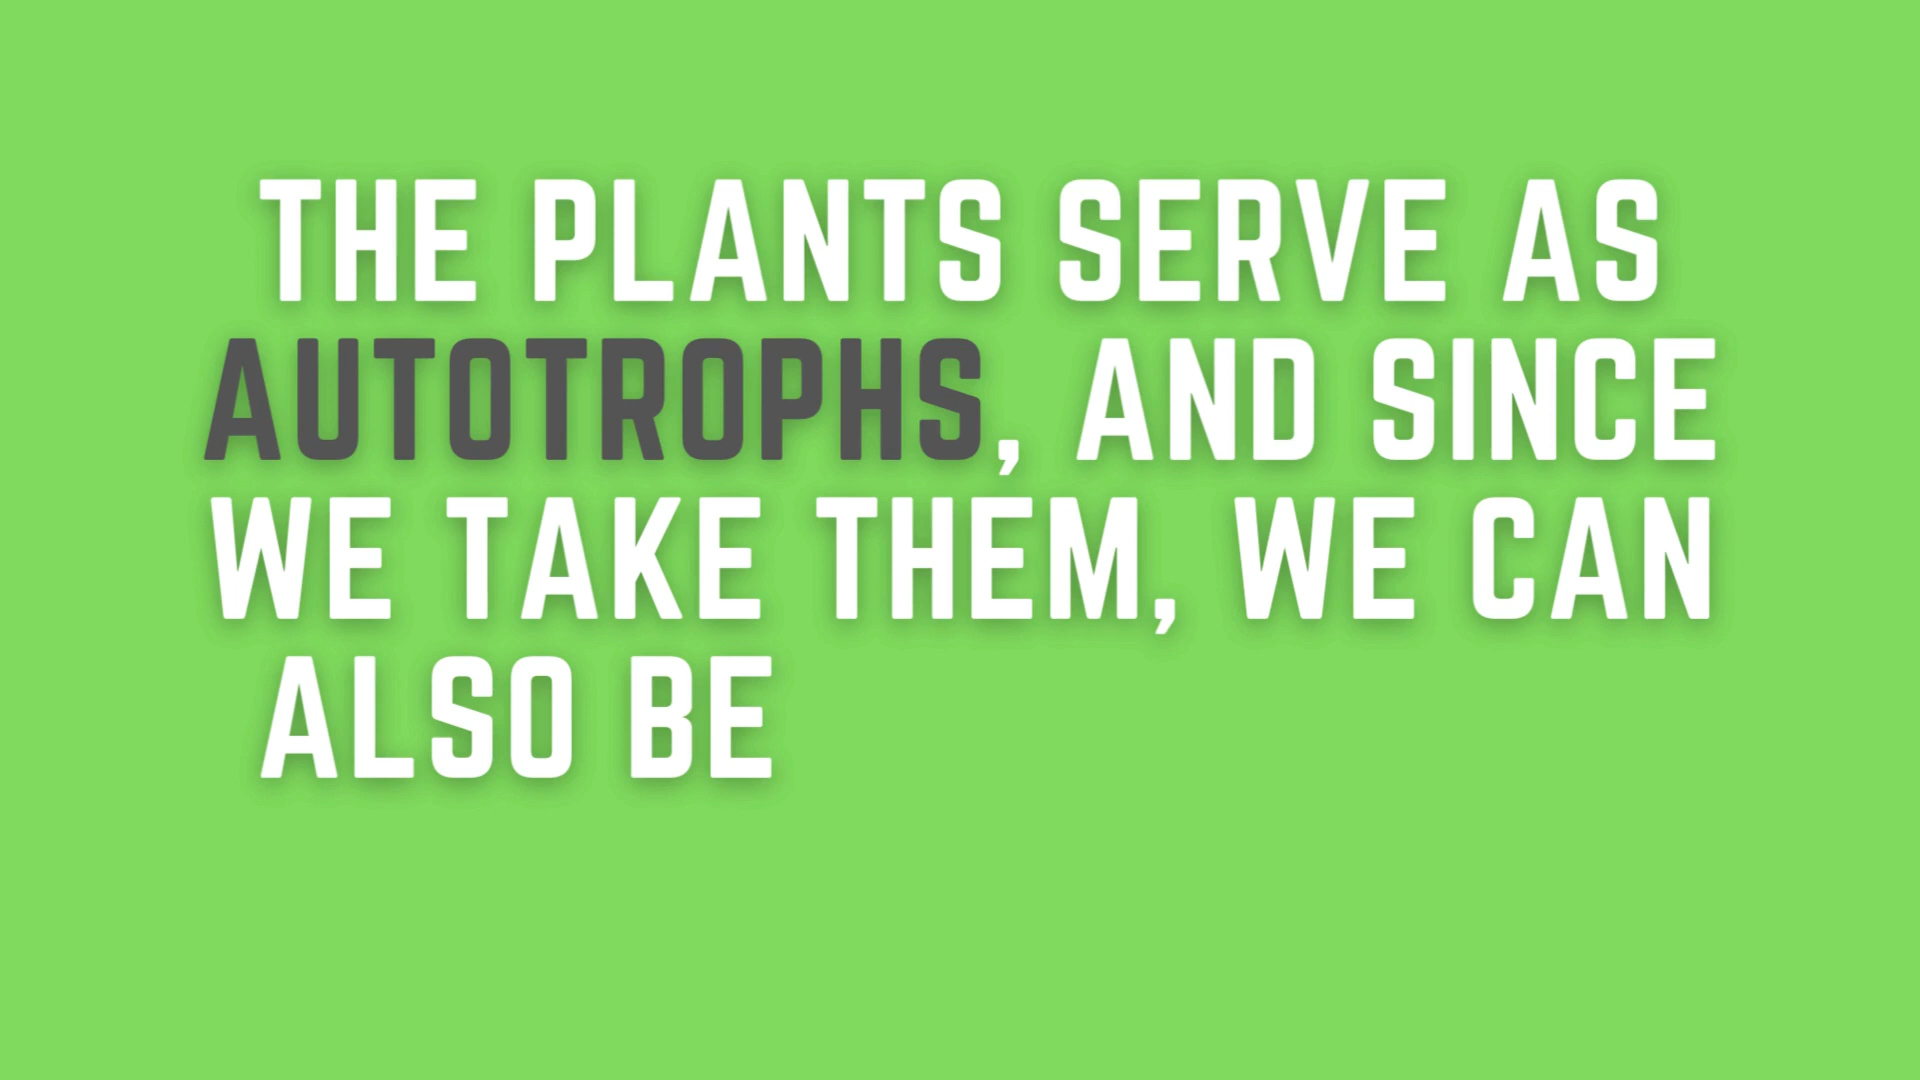 THE PLANTS SERVE AS
AUTOTROPHS, AND SINCE
WE TAKE THEM, WE CAN
ALSO BE